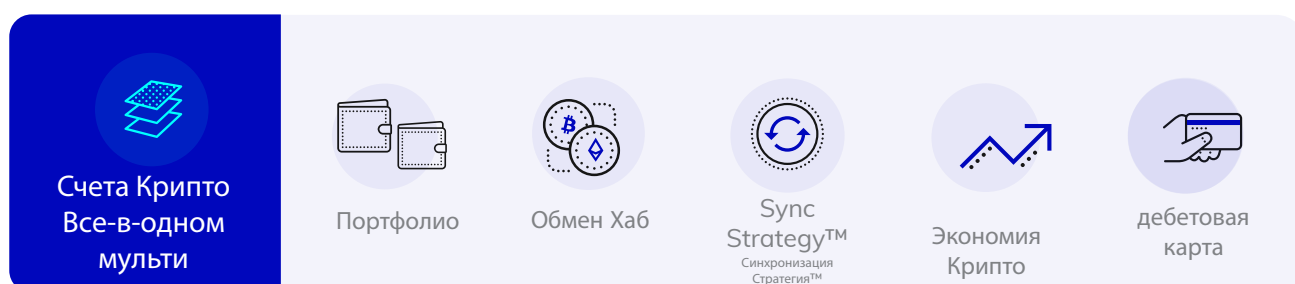 Счета Крипто
Все-в-одном
мульти
Портфолио
Обмен Хаб
Sync
Strategy™
Синхронизация
Стратегия™
Экономия
Крипто
дебетовая
карта